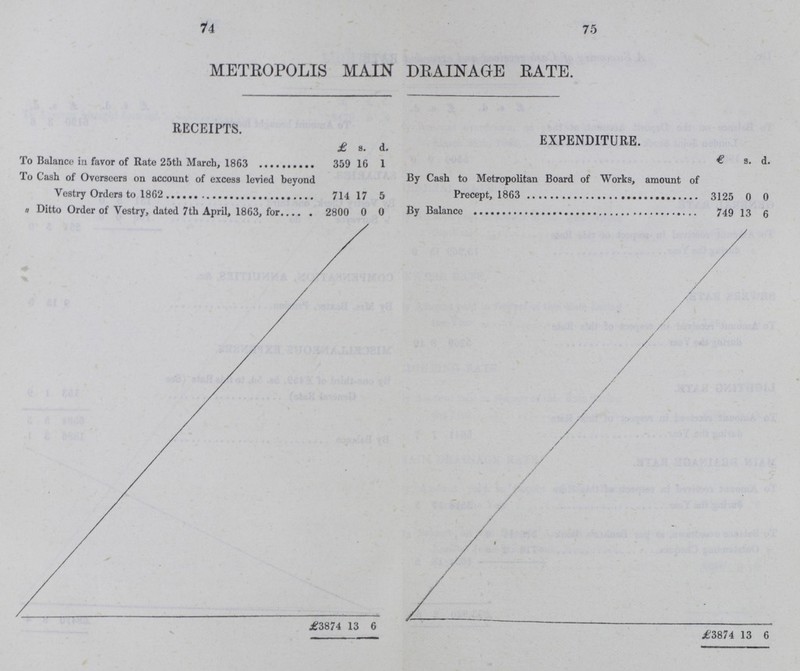 74
75
METROPOLIS MAIN DRAINAGE RATE.
RECEIPTS.
£ s. d.
To Balance in favor of Rate 25th March, 1863 .......... 359 16 1
To Cash of Overseers on account of excess levied beyond
Vestry Orders to 1862 .......................... 714 17 5
" Ditto Order of Vestry, dated 7th April, 1863, for..... . 2800 0 0
£3874 13 6
EXPENDITURE.
€ s. d.
By Cash to Metropolitan Board of Works, amount of
Precept, 1863 .............................. 3125 0 0
By Balance ........................................ 749 13 6
£3874 13 6